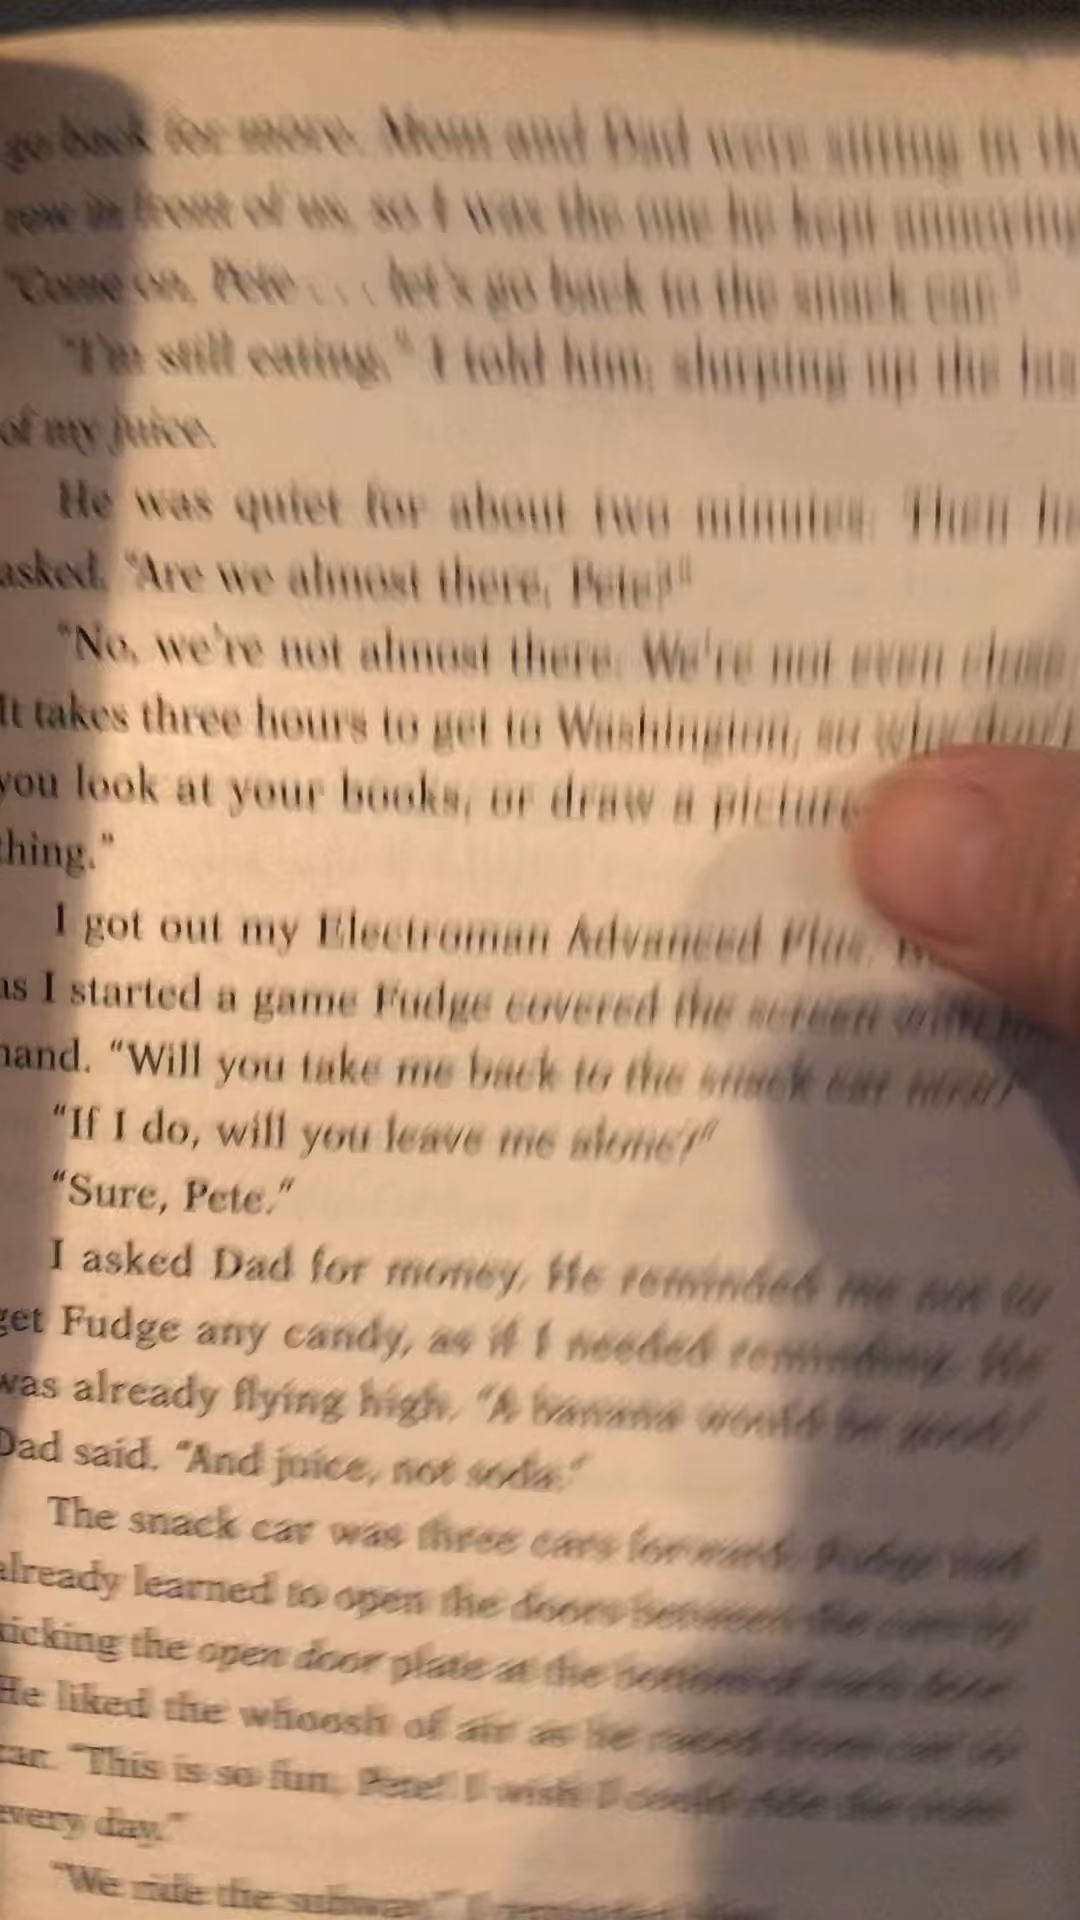 go back for more. Mom and Dad were sitting in th
row in front of us, so I was the one he kept annoying
"Come on, Pete . . . let's go back to the snack car."
"I'm still eating," I told him, slurping up the las
of my juice.
He was quiet for about two minutes. Then he
asked, "Are we almost there, Pete?"
"No, we're not almost there. We're not even close.
It takes three hours to get to Washington, so why don't
you look at your books, or draw a picture
thing."
I got out my Electroman Advanced Plus.
as I started a game Fudge covered the screen with
hand. "Will you take me back to the snack car now?"
"If I do, will you leave me alone?"
"Sure, Pete."
I asked Dad for money. He reminded me not to
get Fudge any candy, as if I needed reminding. He
was already flying high. "A banana would be good,"
Dad said. "And juice, not soda."
The snack car was three cars forward. Fudge had
already learned to open the doors between the cars by
kicking the open door plate at the bottom of each door.
He liked the whoosh of air as he raced from car to
car. "This is so fun, Pete! I wish I could ride the train
every day."
"We ride the subway," I reminded him.